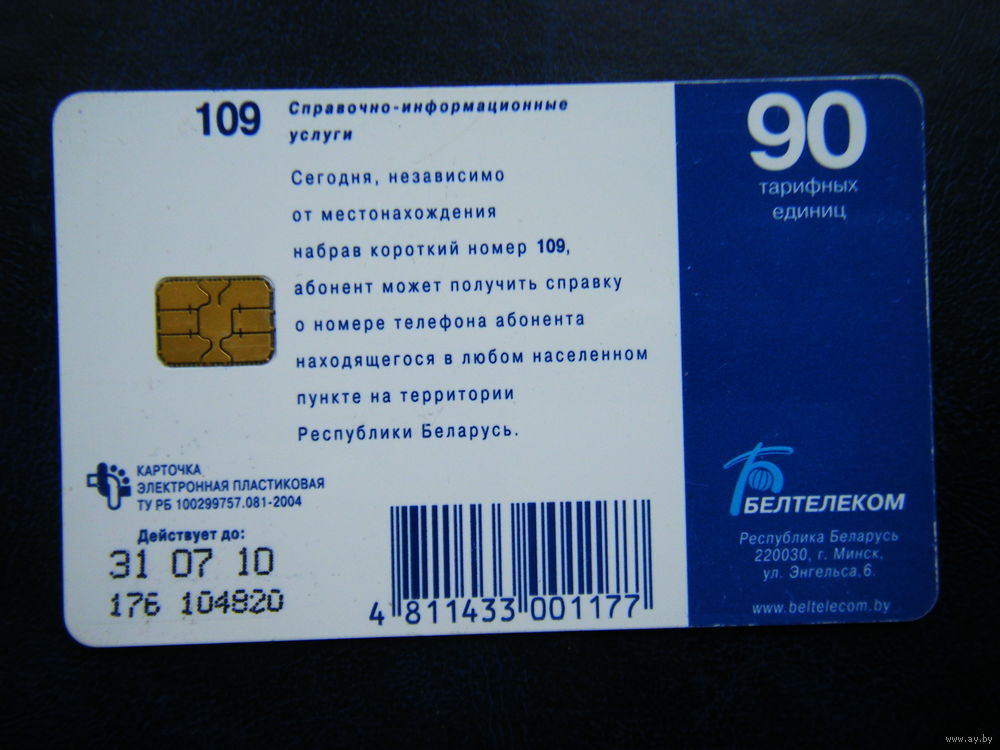 109
Справочно-информационные
услуги
Сегодня, независимо
от местонахождения
набрав короткий номер 109,
абонент может получить справку
о номере телефона абонента
находящегося в любом населенном
пункте на территории
Республики Беларусь.
КАРТОЧКА
ЭЛЕКТРОННАЯ ПЛАСТИКОВАЯ
ТУ РБ 100299757.081-2004
Действует до:
31 07 10
176 104820
4 811433 001177
90
тарифных
единиц
БЕЛТЕЛЕКОМ
Республика Беларусь
220030, г. Минск,
ул. Энгельса,6.
www.beltelecom.by
www.ay.by